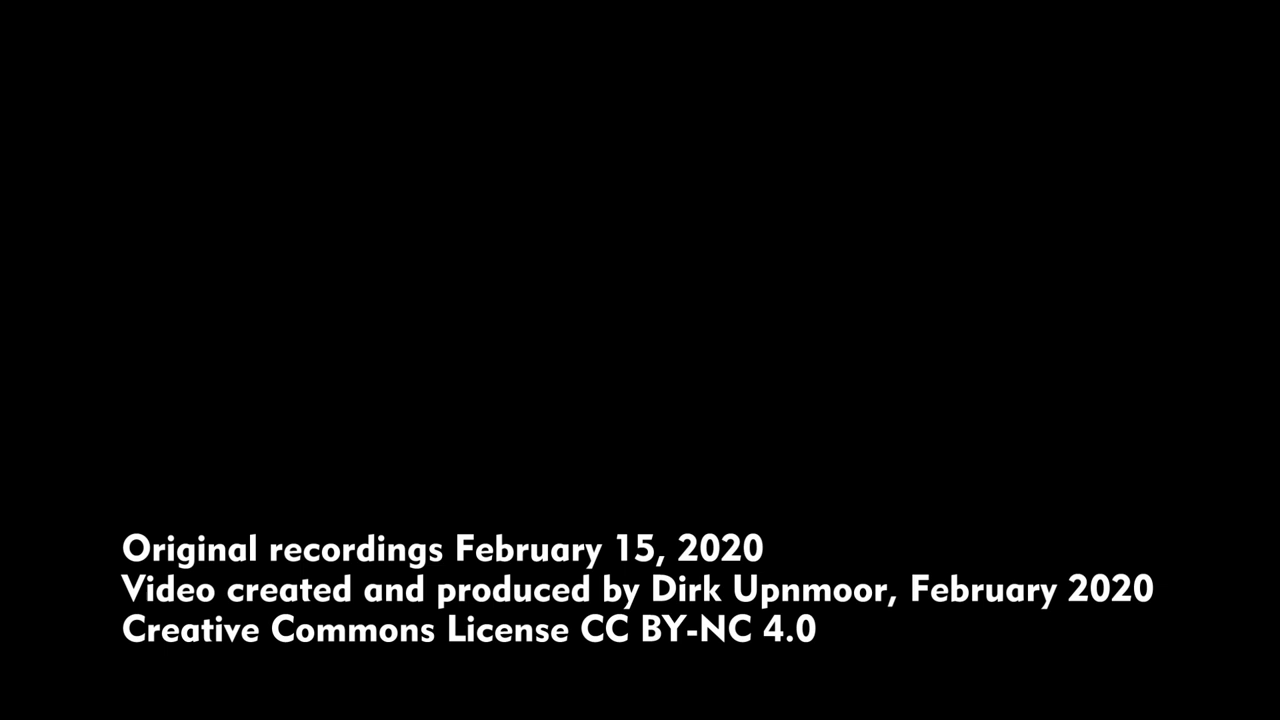 Original recordings February 15, 2020
Video created and produced by Dirk Upnmoor, February 2020
Creative Commons License CC BY-NC 4.0